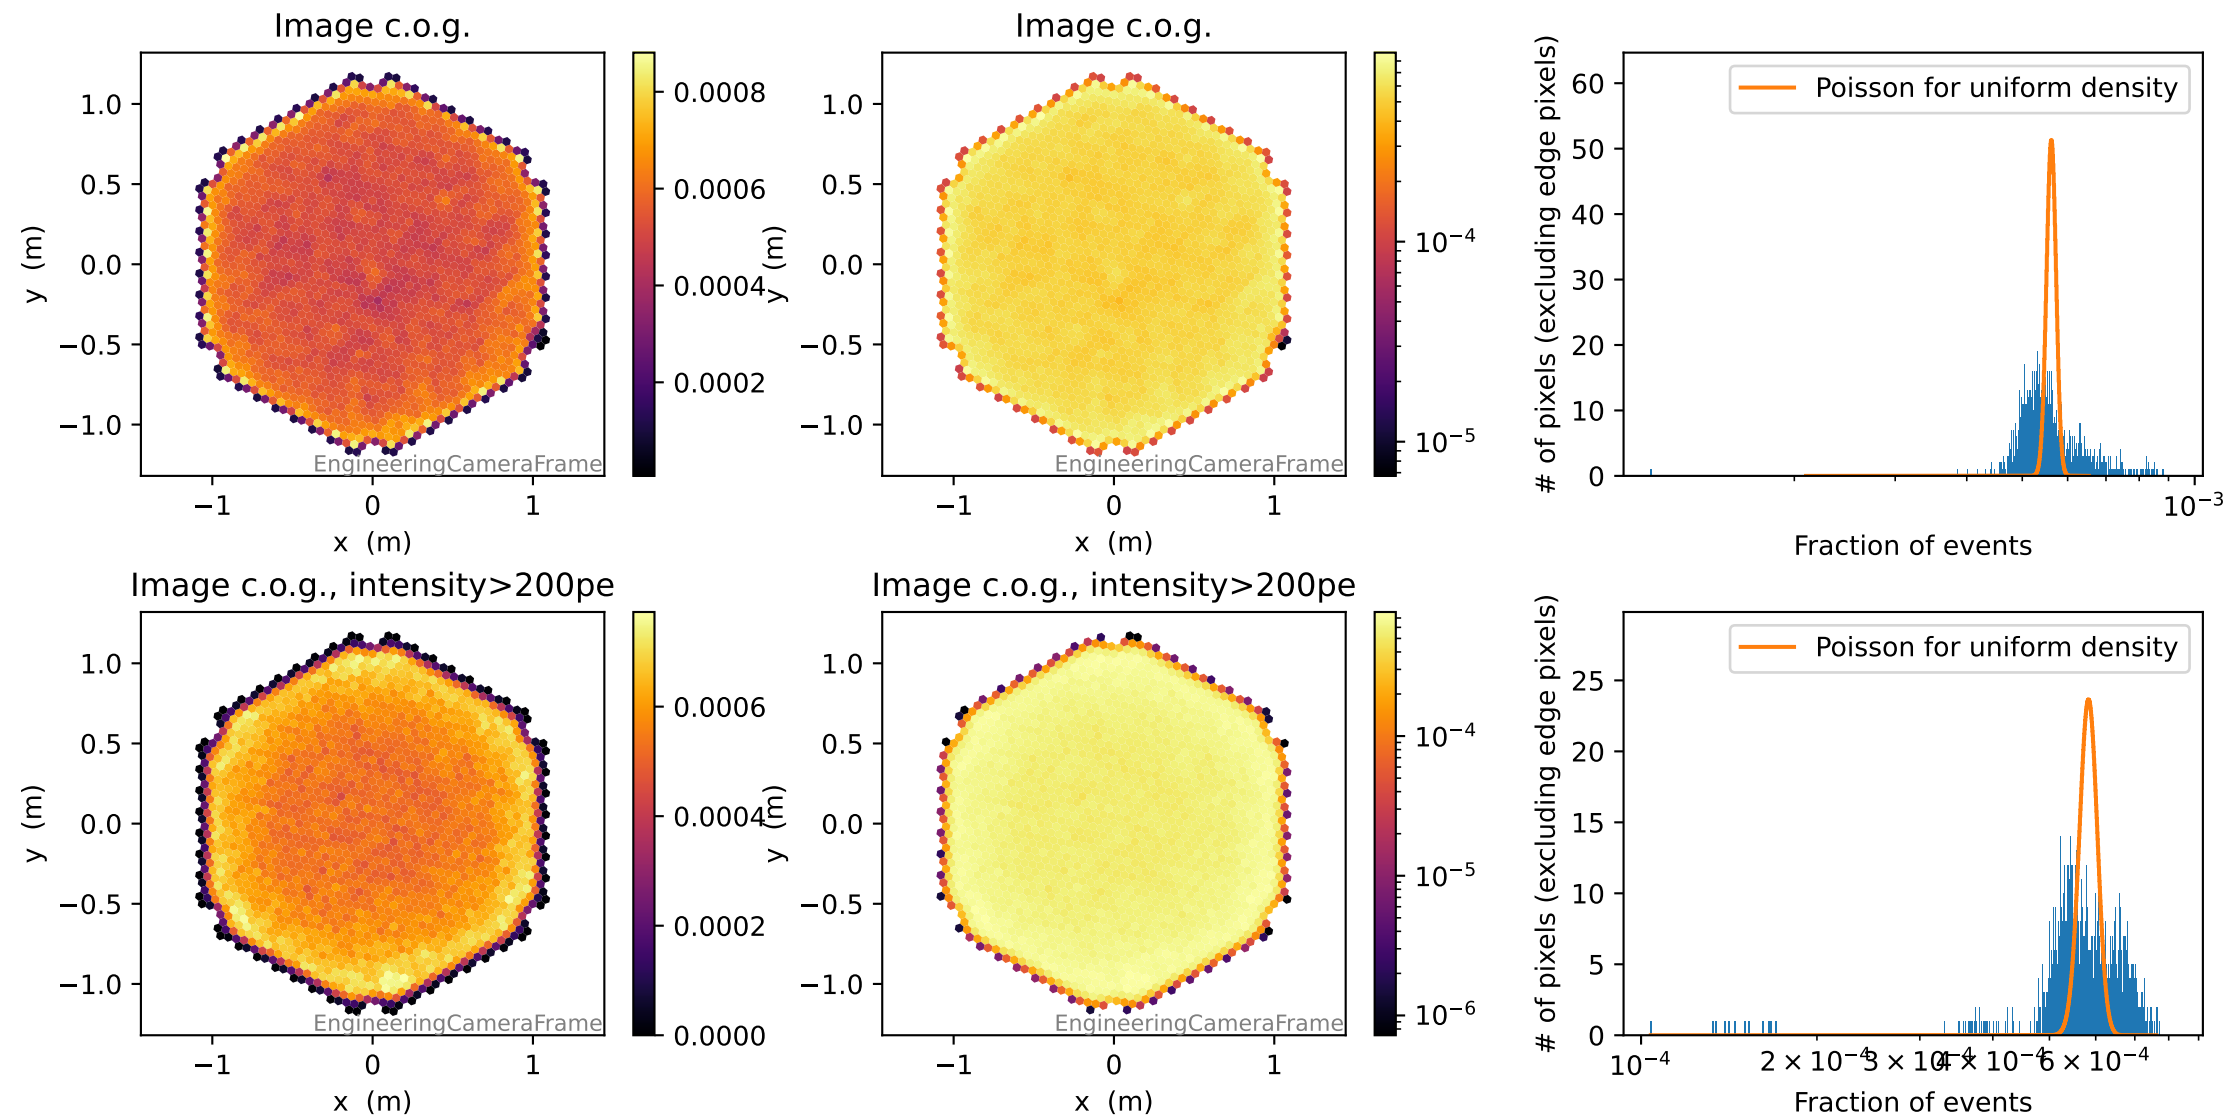 Image c.o.g.
1.0
0.5
0.0
−0.5
−1.0
y (m)
−1
0
1
x (m)
EngineeringCameraFrame
0.0008
0.0006
0.0004
0.0002
Image c.o.g.
1.0
0.5
0.0
−0.5
−1.0
y (m)
−1
0
1
x (m)
EngineeringCameraFrame
10⁻⁴
10⁻⁵
# of pixels (excluding edge pixels)
60
50
40
30
20
10
0
Poisson for uniform density
10⁻³
Fraction of events
Image c.o.g., intensity>200pe
1.0
0.5
0.0
−0.5
−1.0
y (m)
−1
0
1
x (m)
EngineeringCameraFrame
0.0006
0.0004
0.0002
0.0000
Image c.o.g., intensity>200pe
1.0
0.5
0.0
−0.5
−1.0
y (m)
−1
0
1
x (m)
EngineeringCameraFrame
10⁻⁴
10⁻⁵
10⁻⁶
# of pixels (excluding edge pixels)
25
20
15
10
5
0
Poisson for uniform density
10⁻⁴
2 × 10⁻⁴
3 × 10⁻⁴
4 × 10⁻⁴
6 × 10⁻⁴
Fraction of events